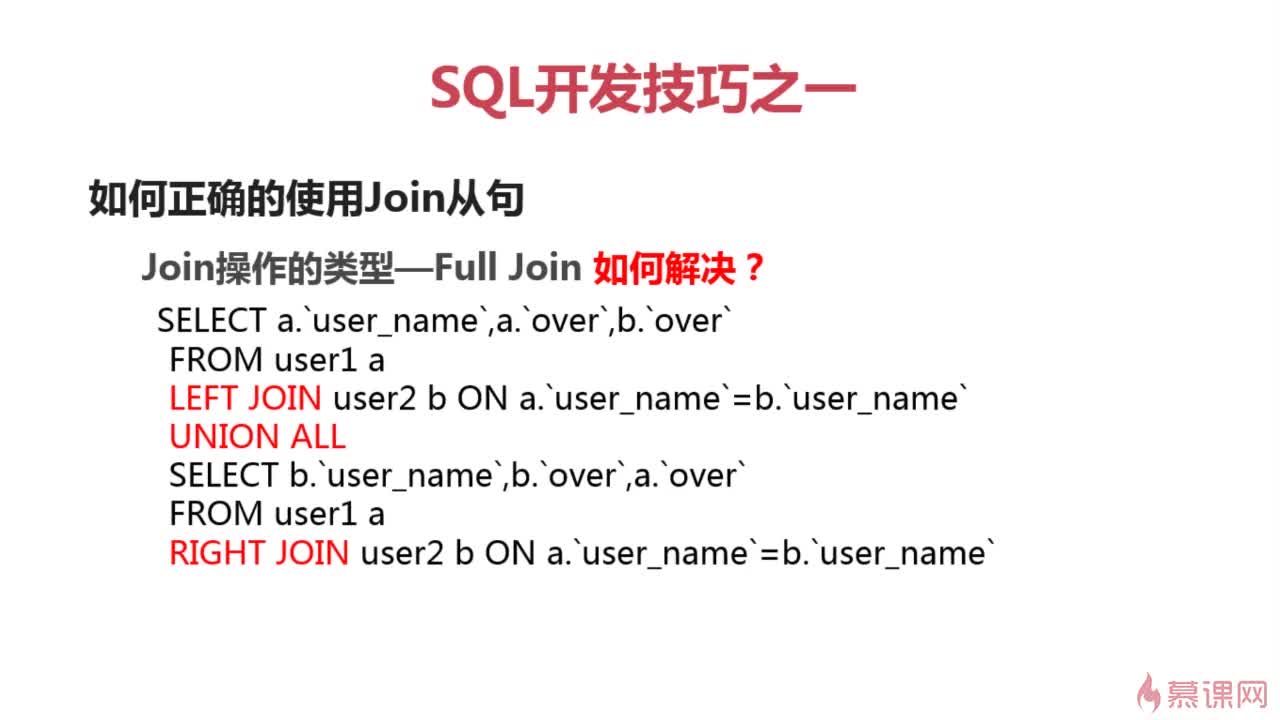 SQL开发技巧之一
如何正确的使用Join从句
Join操作的类型—Full Join 如何解决？
SELECT a.`user_name`,a.`over`,b.`over`
FROM user1 a
LEFT JOIN user2 b ON a.`user_name`=b.`user_name`
UNION ALL
SELECT b.`user_name`,b.`over`,a.`over`
FROM user1 a
RIGHT JOIN user2 b ON a.`user_name`=b.`user_name`
慕课网